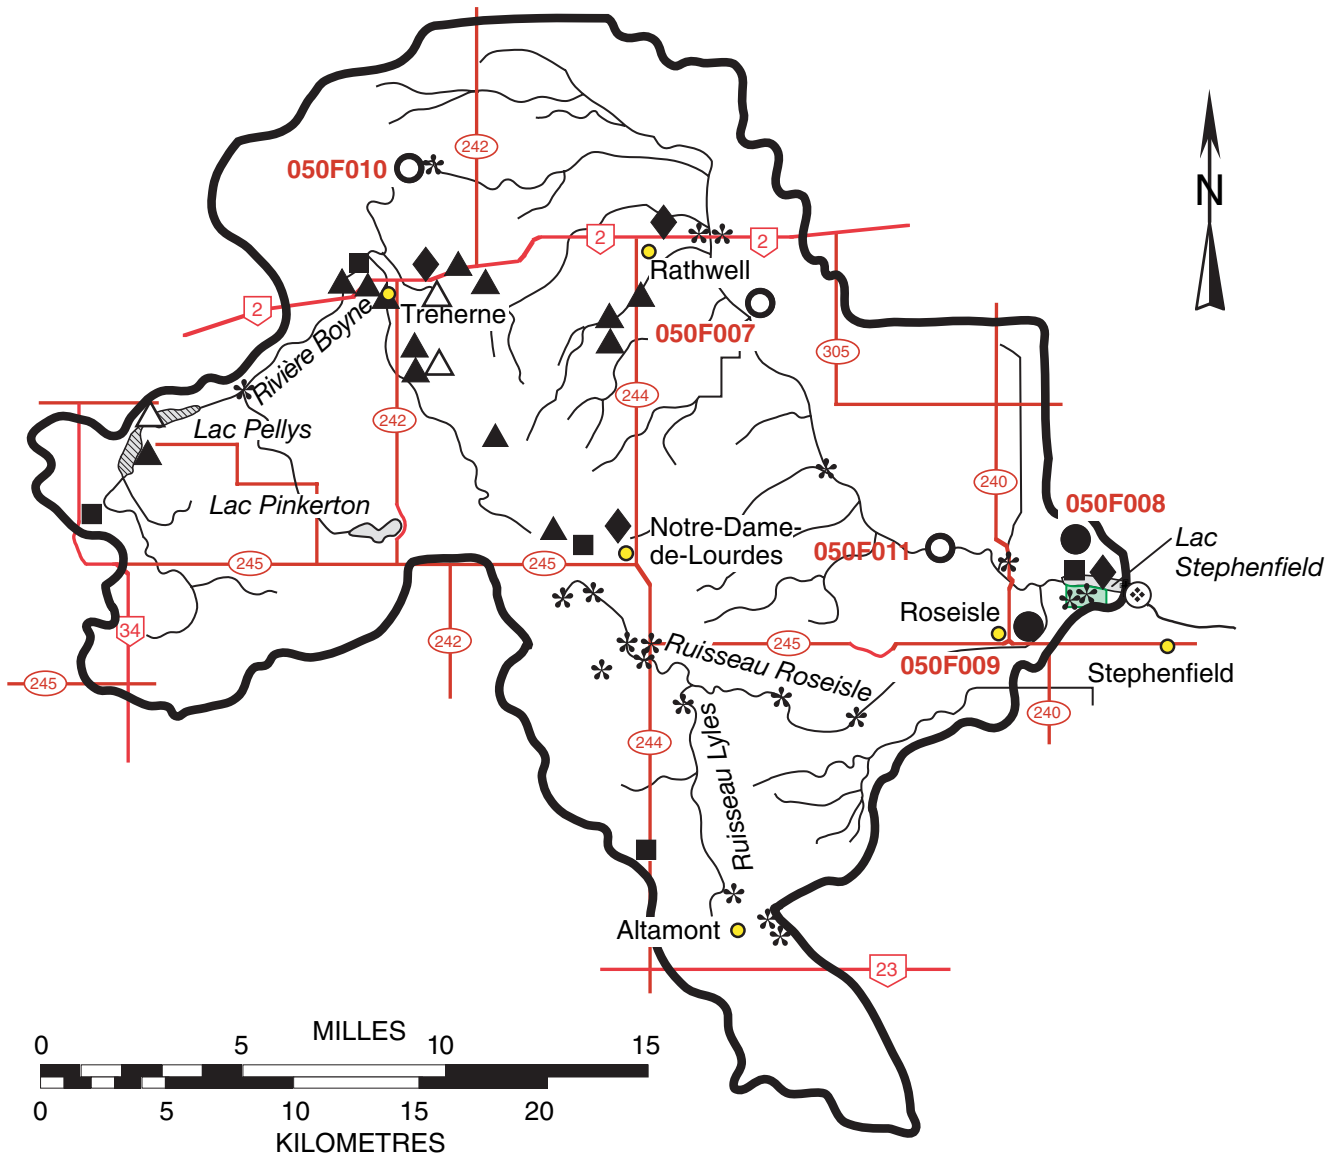 242
050F010
N
2
2
Rathwell
2
Treherne
050F007
Rivière Boyne
305
244
242
Lac Pellys
240
Lac Pinkerton
050F008
Notre-Dame-
de-Lourdes
050F011
Lac
Stephenfield
245
245
Roseisle
34
242
245
Ruisseau Roseisle
050F009
Stephenfield
245
240
Ruisseau Lyles
244
Altamont
23
MILLES
0 5 10 15
0 5 10 15 20
KILOMETRES